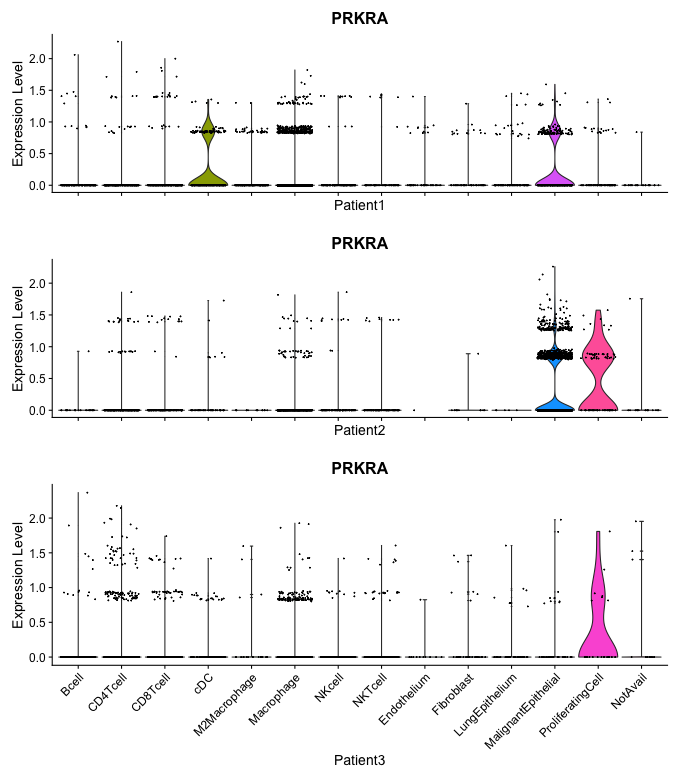 PRKRA
Expression Level
2.0
1.5
1.0
0.5
0.0
Patient1
PRKRA
Expression Level
2.0
1.5
1.0
0.5
0.0
Patient2
PRKRA
Expression Level
2.0
1.5
1.0
0.5
0.0
Bcell
CD4Tcell
CD8Tcell
cDC
M2Macrophage
Macrophage
NKcell
NKTcell
Endothelium
Fibroblast
LungEpithelium
MalignantEpithelial
ProliferatingCell
NotAvail
Patient3